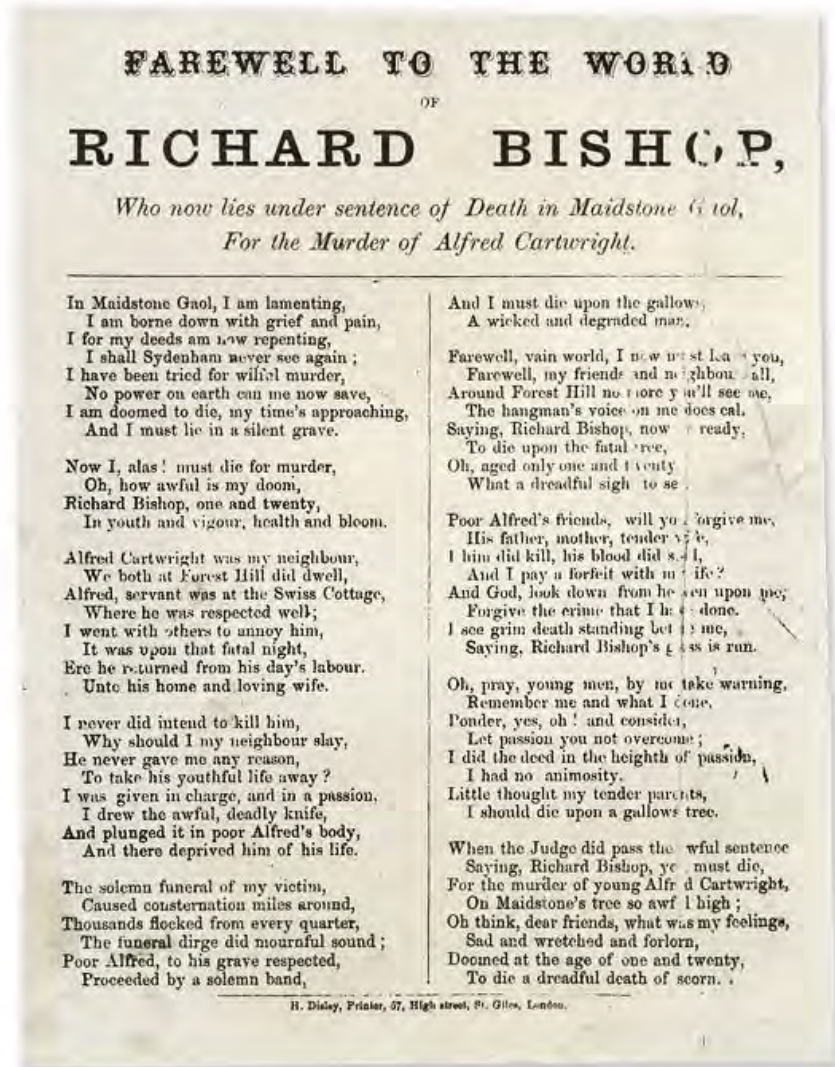 FAREWELL TO THE WORLD
OF
RICHARD BISHOP,
Who now lies under sentence of Death in Maidstone Gaol,
For the Murder of Alfred Cartwright.
In Maidstone Gaol, I am lamenting,
I am borne down with grief and pain,
I for my deeds am now repenting,
I shall Sydenham never see again ;
I have been tried for wilful murder,
No power on earth can me now save,
I am doomed to die, my time's approaching,
And I must lie in a silent grave.
Now I, alas! must die for murder,
Oh, how awful is my doom,
Richard Bishop, one and twenty,
In youth and vigour, health and bloom.
Alfred Cartwright was my neighbour,
We both at Forest Hill did dwell,
Alfred, servant was at the Swiss Cottage,
Where he was respected well;
I went with others to annoy him,
It was upon that fatal night,
Ere he returned from his day's labour.
Unto his home and loving wife.
I never did intend to kill him,
Why should I my neighbour slay,
He never gave me any reason,
To take his youthful life away ?
I was given in charge, and in a passion,
I drew the awful, deadly knife,
And plunged it in poor Alfred's body,
And there deprived him of his life.
The solemn funeral of my victim,
Caused consternation miles around,
Thousands flocked from every quarter,
The funeral dirge did mournful sound ;
Poor Alfred, to his grave respected,
Proceeded by a solemn band,
And I must die upon the gallows,
A wicked and degraded man.
Farewell, vain world, I now must leave you,
Farewell, my friends and neighbours all,
Around Forest Hill no more you'll see me,
The hangman's voice on me does call,
Saying, Richard Bishop, now ready,
To die upon the fatal tree,
Oh, aged only one and twenty
What a dreadful sight to see.
Poor Alfred's friends, will you forgive me,
His father, mother, tender wife,
I him did kill, his blood did spill,
And I pay a forfeit with my life?
And God, look down from heaven upon me,
Forgive the crime that I have done.
I see grim death standing before me,
Saying, Richard Bishop's glass is run.
Oh, pray, young men, by me take warning,
Remember me and what I done,
Ponder, yes, oh ! and consider,
Let passion you not overcome ;
I did the deed in the heighth of passion,
I had no animosity.
Little thought my tender parents,
I should die upon a gallows tree.
When the Judge did pass the awful sentence
Saying, Richard Bishop, you must die,
For the murder of young Alfred Cartwright,
On Maidstone's tree so awful high ;
Oh think, dear friends, what was my feelings,
Sad and wretched and forlorn,
Doomed at the age of one and twenty,
To die a dreadful death of scorn.
H. Disley, Printer, 57, High street, St. Giles, London.